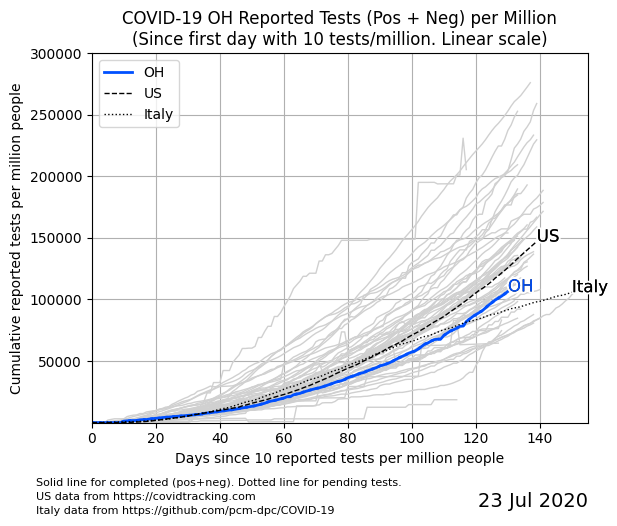 COVID-19 OH Reported Tests (Pos + Neg) per Million
(Since first day with 10 tests/million. Linear scale)
Cumulative reported tests per million people
300000
250000
200000
150000
100000
50000
OH
US
Italy
US
OH
Italy
0 20 40 60 80 100 120 140
Days since 10 reported tests per million people
Solid line for completed (pos+neg). Dotted line for pending tests.
US data from https://covidtracking.com
Italy data from https://github.com/pcm-dpc/COVID-19
23 Jul 2020